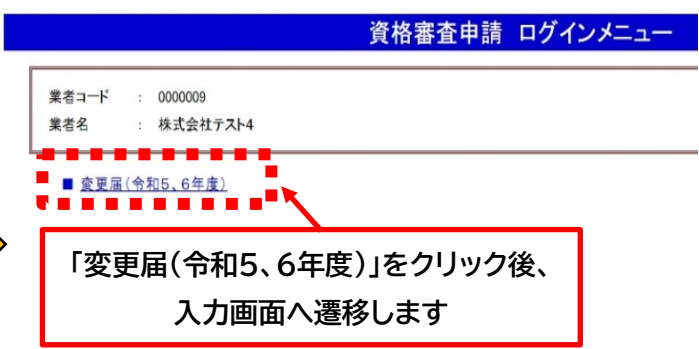 資格審査申請 ログインメニュー
業者コード : 0000009
業者名 : 株式会社テスト4
■ 変更届(令和5、6年度)
「変更届(令和5、6年度)」をクリック後、
入力画面へ遷移します